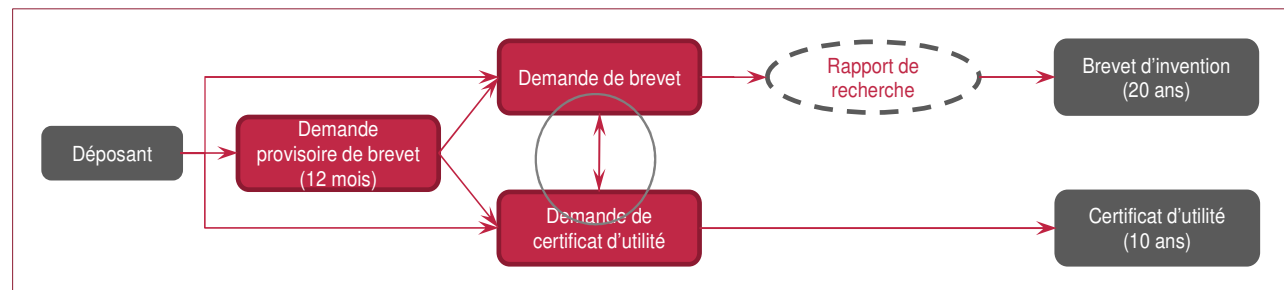 Déposant
Demande
provisoire de brevet
(12 mois)
Demande de brevet
Demande de
certificat d'utilité
Rapport de
recherche
Brevet d'invention
(20 ans)
Certificat d'utilité
(10 ans)